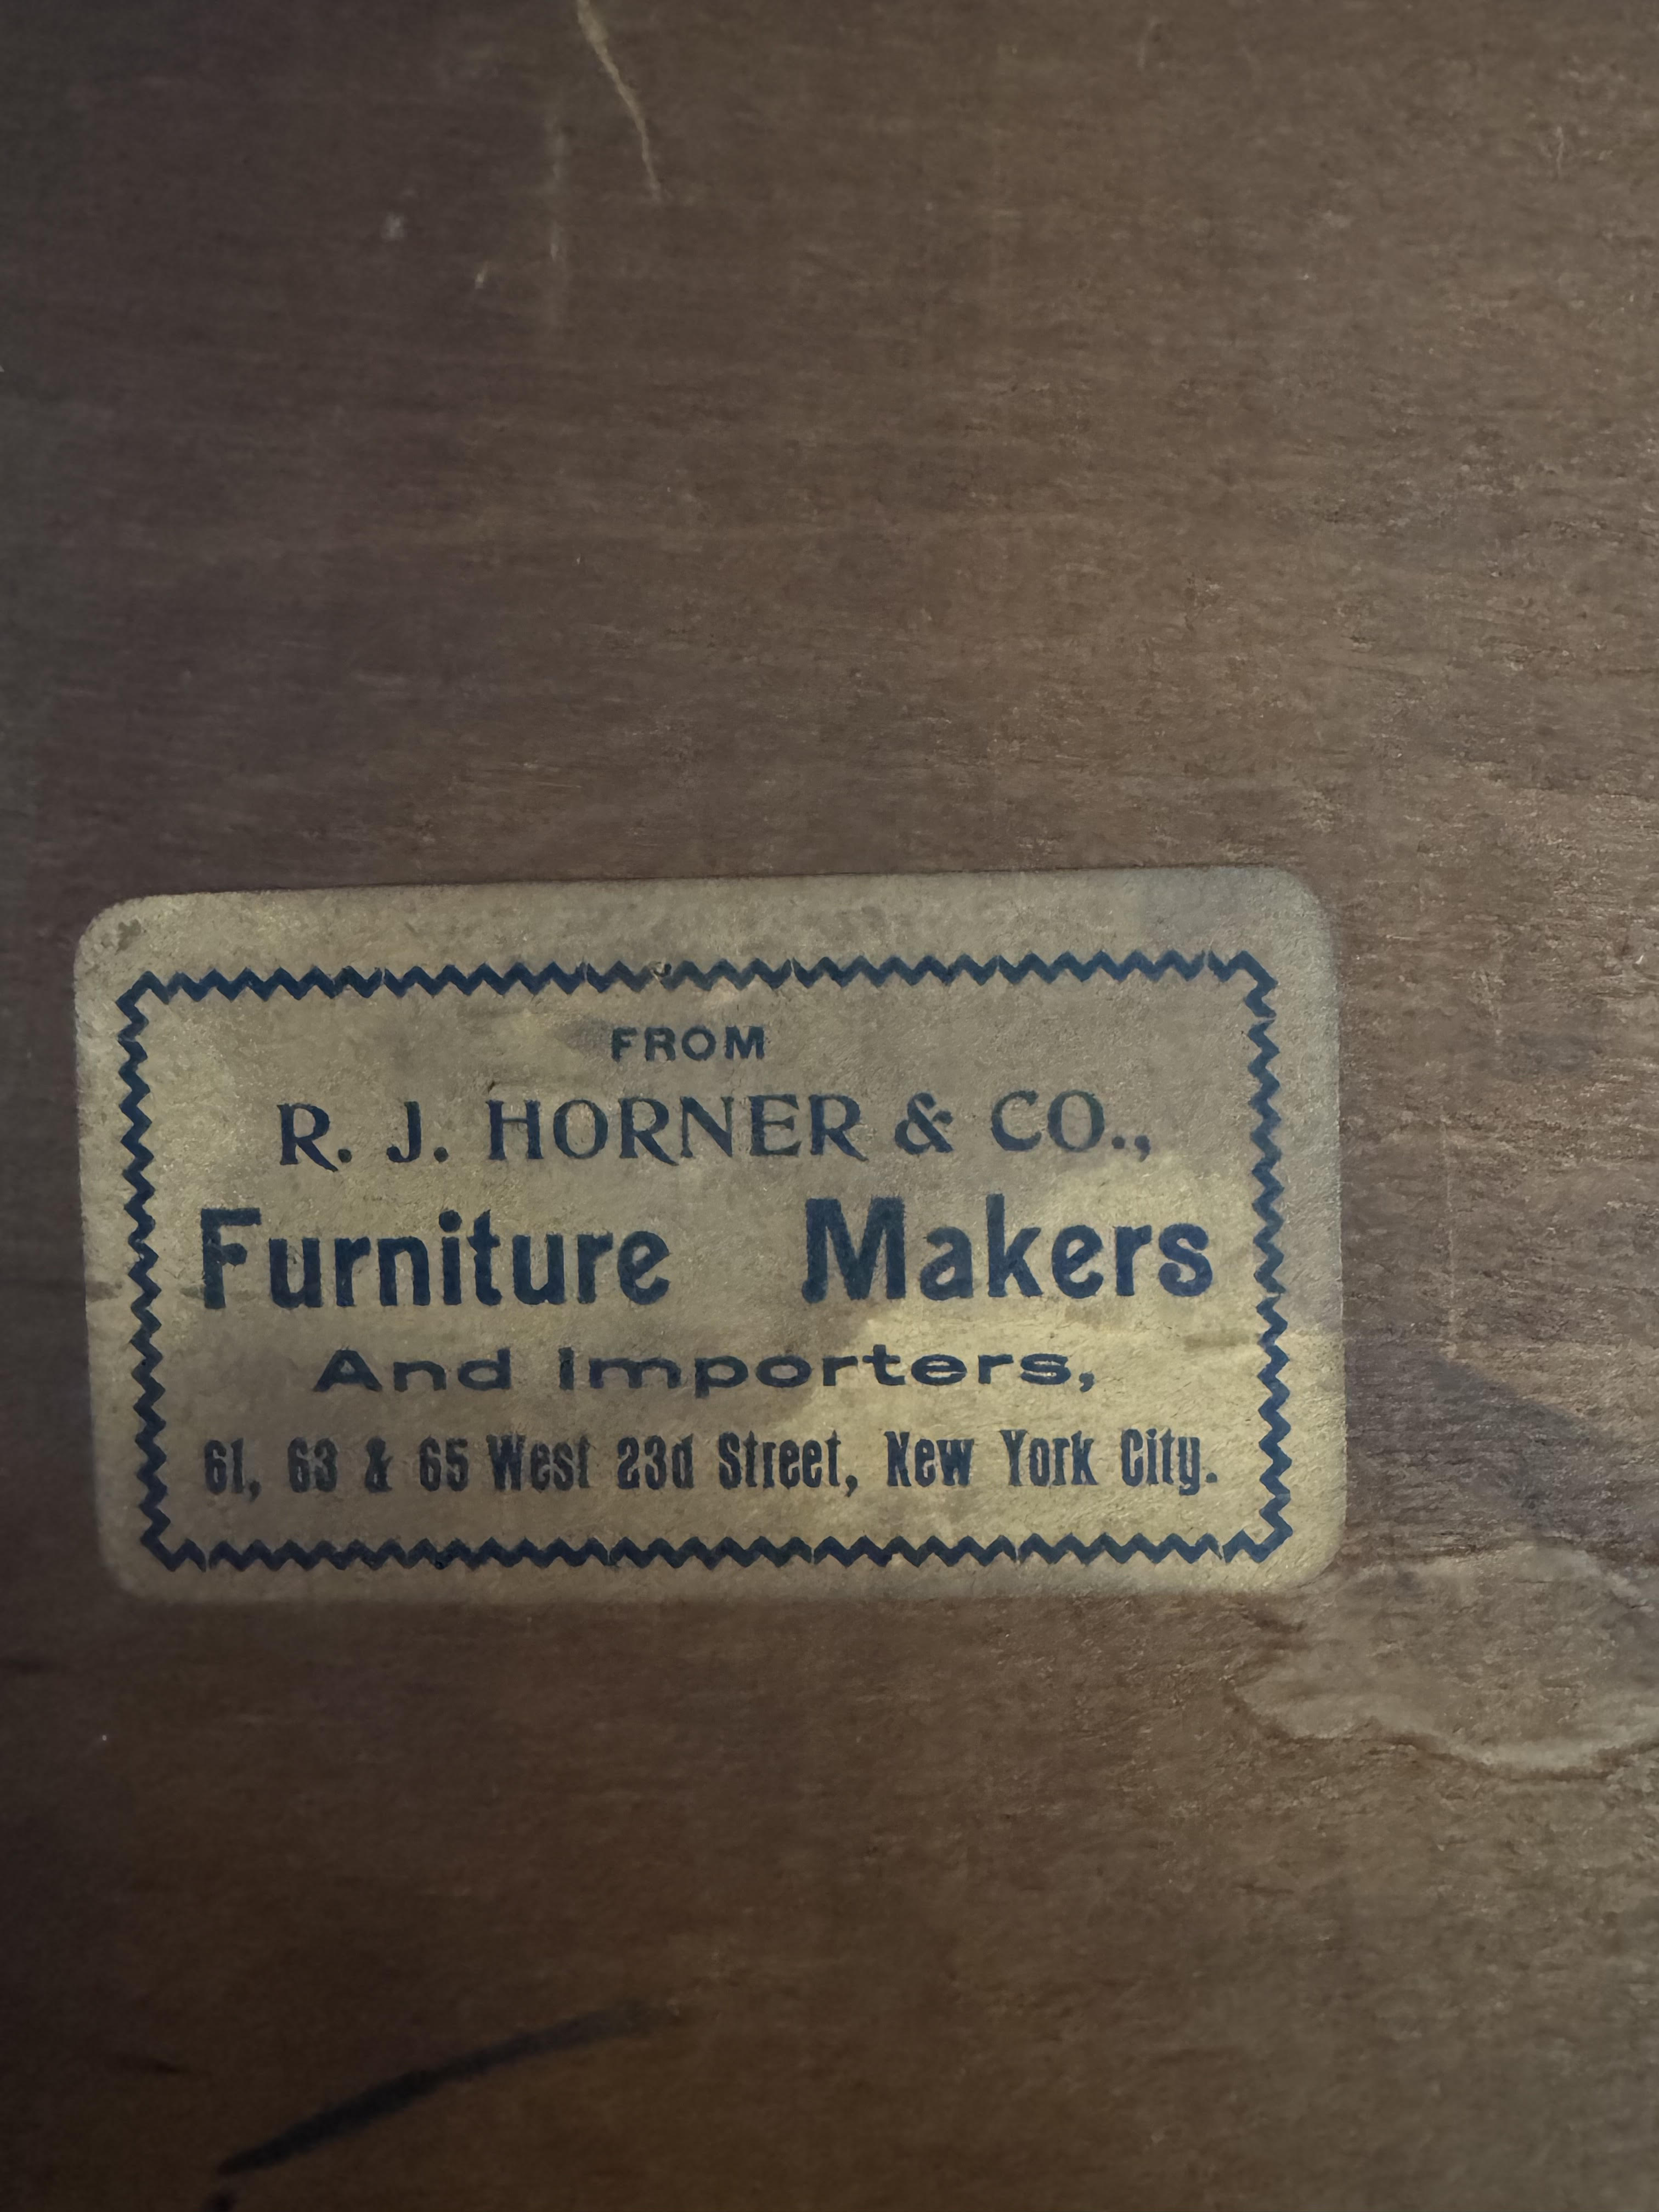 FROM
R. J. HORNER & CO.,
Furniture Makers
And Importers,
61, 63 & 65 West 23d Street, New York City.